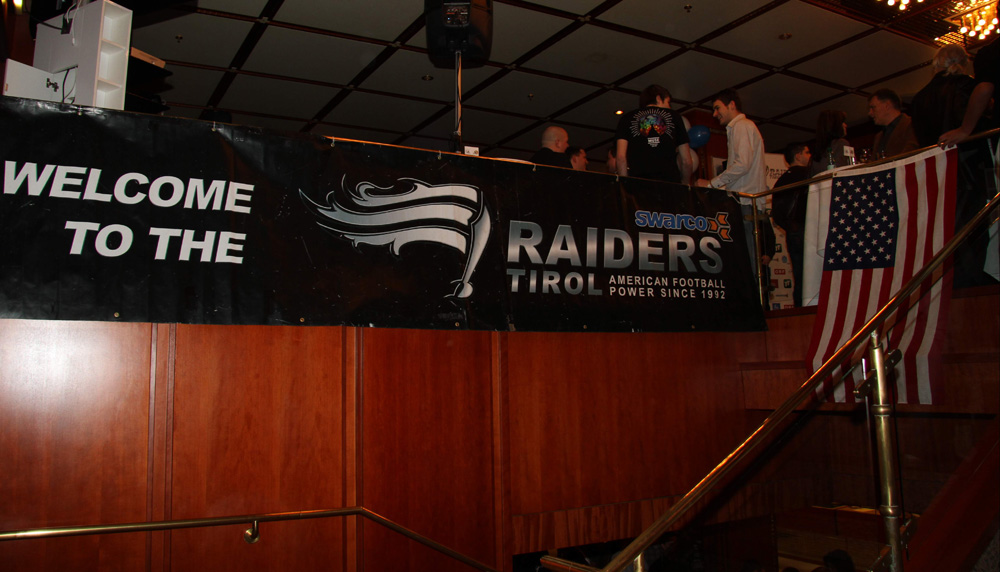 WELCOME
TO THE
swarco
RAIDERS
TIROL
AMERICAN FOOTBALL
POWER SINCE 1992